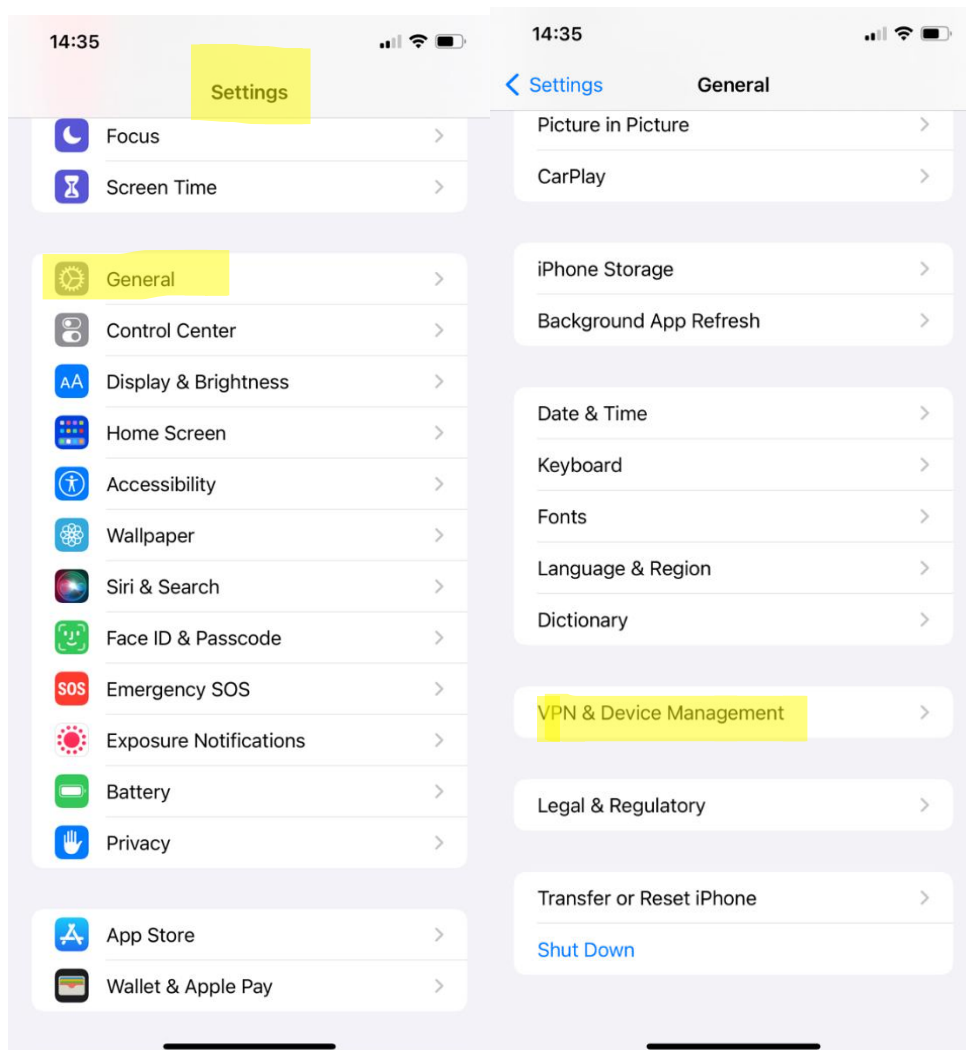 14:35
Settings
Focus
Screen Time
General
Control Center
AA
Display & Brightness
Home Screen
Accessibility
Wallpaper
Siri & Search
Face ID & Passcode
SOS
Emergency SOS
Exposure Notifications
Battery
Privacy
App Store
Wallet & Apple Pay
14:35
Settings
General
Picture in Picture
CarPlay
iPhone Storage
Background App Refresh
Date & Time
Keyboard
Fonts
Language & Region
Dictionary
VPN & Device Management
Legal & Regulatory
Transfer or Reset iPhone
Shut Down